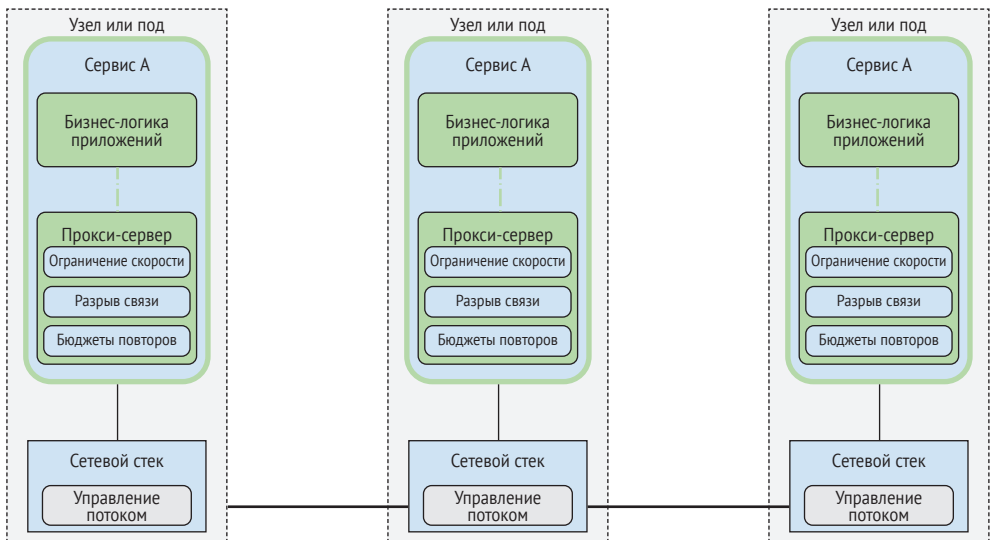 Узел или под
Сервис А
Бизнес-логика
приложений
Прокси-сервер
Ограничение скорости
Разрыв связи
Бюджеты повторов
Сетевой стек
Управление
потоком
Узел или под
Сервис А
Бизнес-логика
приложений
Прокси-сервер
Ограничение скорости
Разрыв связи
Бюджеты повторов
Сетевой стек
Управление
потоком
Узел или под
Сервис А
Бизнес-логика
приложений
Прокси-сервер
Ограничение скорости
Разрыв связи
Бюджеты повторов
Сетевой стек
Управление
потоком